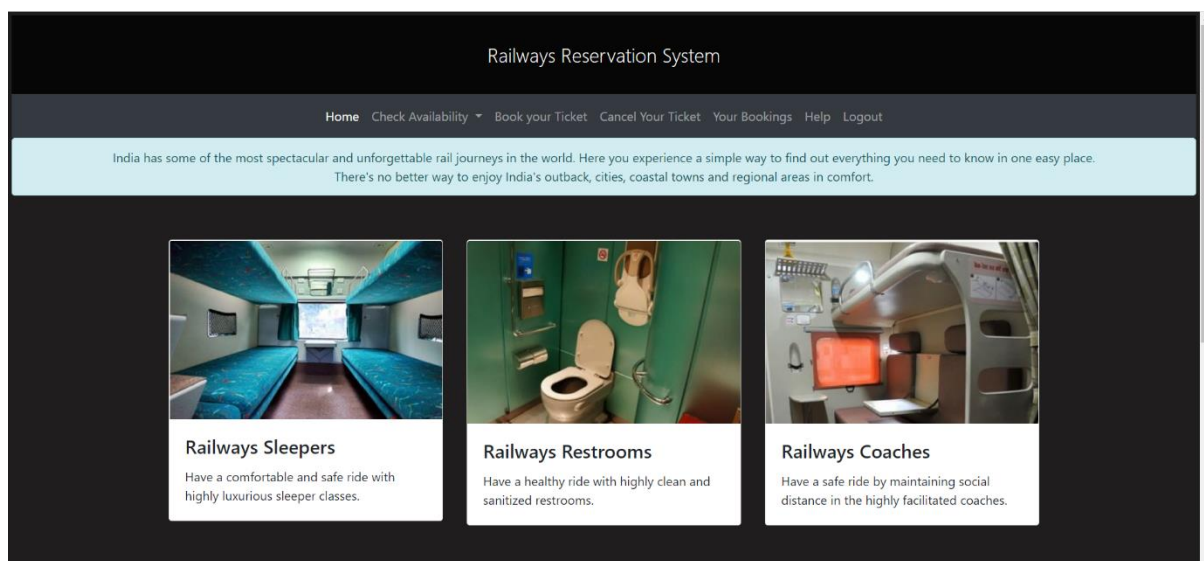 Railways Reservation System
Home Check Availability Book your Ticket Cancel Your Ticket Your Bookings Help Logout
India has some of the most spectacular and unforgettable rail journeys in the world. Here you experience a simple way to find out everything you need to know in one easy place.
There's no better way to enjoy India's outback, cities, coastal towns and regional areas in comfort.
Railways Sleepers
Have a comfortable and safe ride with
highly luxurious sleeper classes.
Railways Restrooms
Have a healthy ride with highly clean and
sanitized restrooms.
Railways Coaches
Have a safe ride by maintaining social
distance in the highly facilitated coaches.